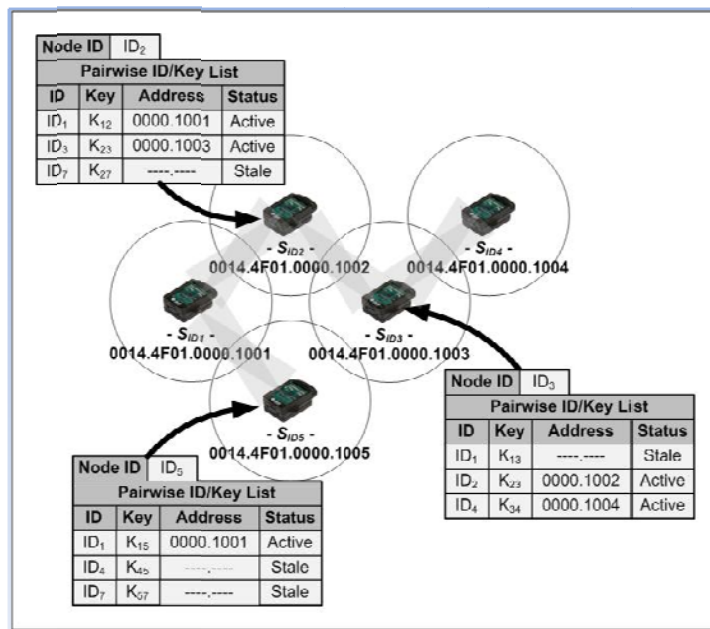 Node ID ID2
Pairwise ID/Key List
ID Key Address Status
ID1 K12 0000.1001 Active
ID3 K23 0000.1003 Active
ID7 K27 ----.---- Stale
- SID2 -
0014.4F01.0000.1002
- SID4 -
0014.4F01.0000.1004
- SID1 -
0014.4F01.0000.1001
- SID3 -
0014.4F01.0000.1003
- SID5 -
0014.4F01.0000.1005
Node ID ID3
Pairwise ID/Key List
ID Key Address Status
ID1 K13 ----.---- Stale
ID2 K23 0000.1002 Active
ID4 K34 0000.1004 Active
Node ID ID5
Pairwise ID/Key List
ID Key Address Status
ID1 K15 0000.1001 Active
ID4 K45 ----.---- Stale
ID7 K57 ----.---- Stale